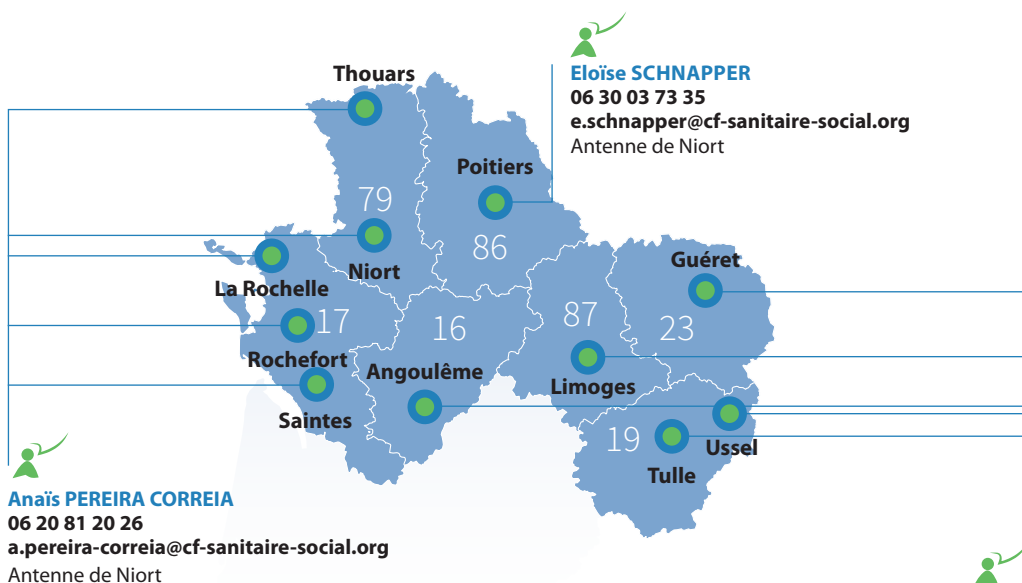 Thouars
Eloïse SCHNAPPER
06 30 03 73 35
e.schnapper@cf-sanitaire-social.org
Antenne de Niort
Poitiers
79
86
Niort
Guéret
La Rochelle
17
16
87
23
Rochefort
Angoulême
Limoges
Saintes
19
Ussel
Tulle
Anaïs PEREIRA CORREIA
06 20 81 20 26
a.pereira-correia@cf-sanitaire-social.org
Antenne de Niort